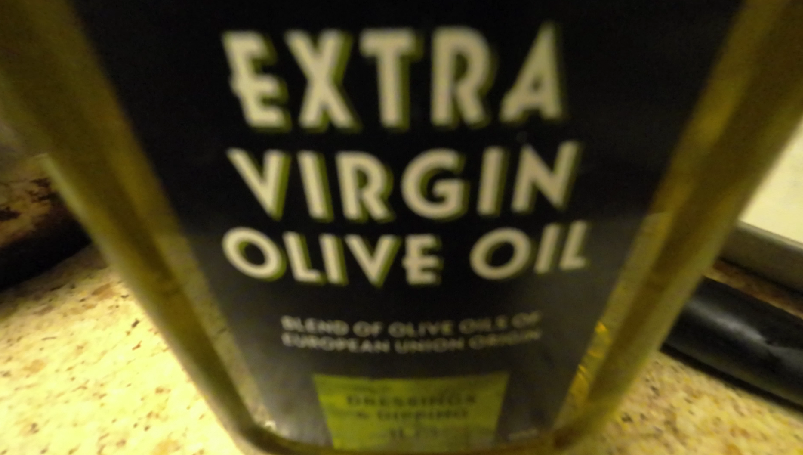 EXTRA
VIRGIN
OLIVE OIL
BLEND OF OLIVE OILS OF
EUROPEAN UNION ORIGIN
DRESSINGS
& DIPPING